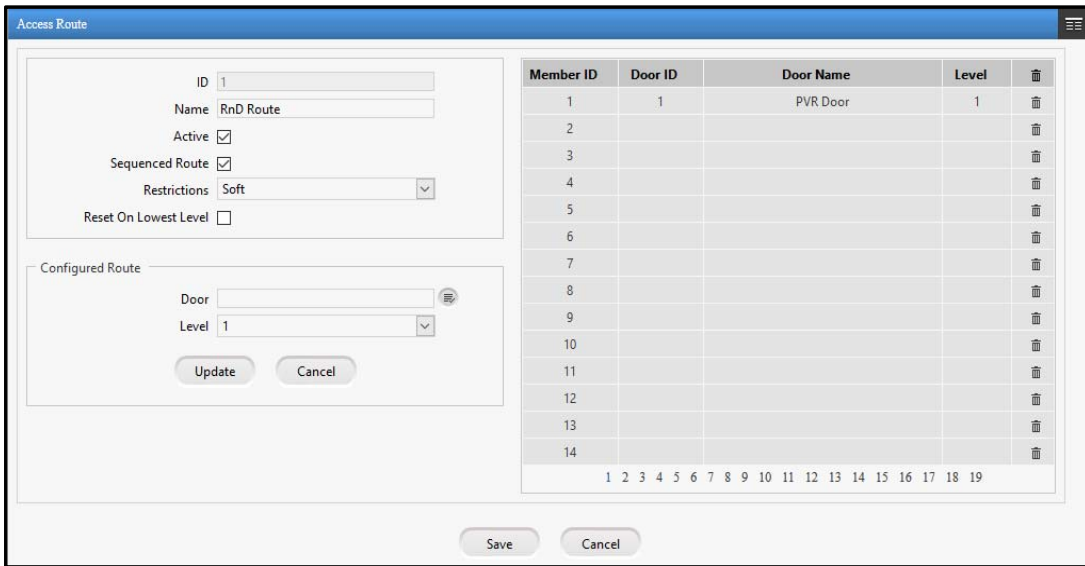 Access Route
ID 1
Name RnD Route
Active
Sequenced Route
Restrictions Soft
Reset On Lowest Level
Configured Route
Door
Level 1
Update Cancel
Member ID Door ID Door Name Level
1 1 PVR Door 1
2
3
4
5
6
7
8
9
10
11
12
13
14
1 2 3 4 5 6 7 8 9 10 11 12 13 14 15 16 17 18 19
Save Cancel